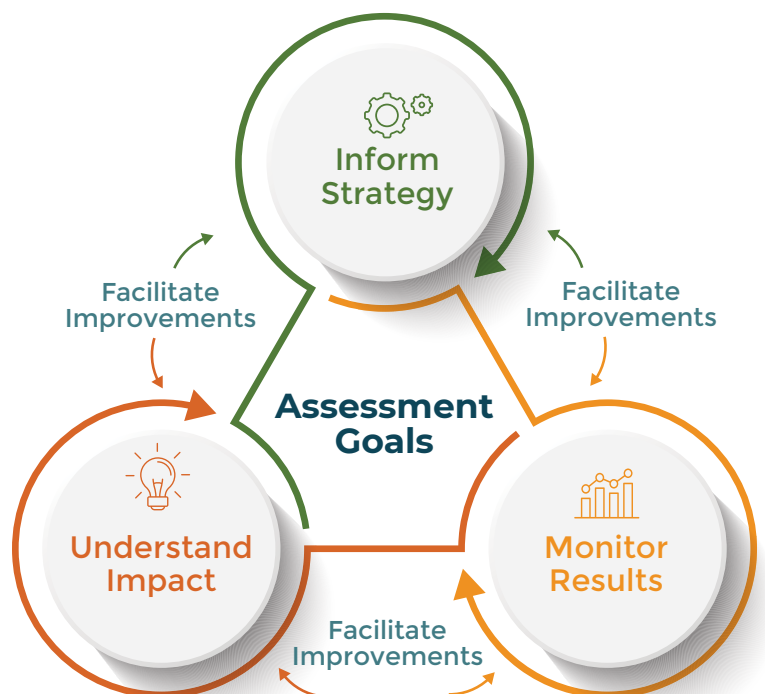 Inform
Strategy
Facilitate
Improvements
Facilitate
Improvements
Assessment
Goals
Understand
Impact
Monitor
Results
Facilitate
Improvements